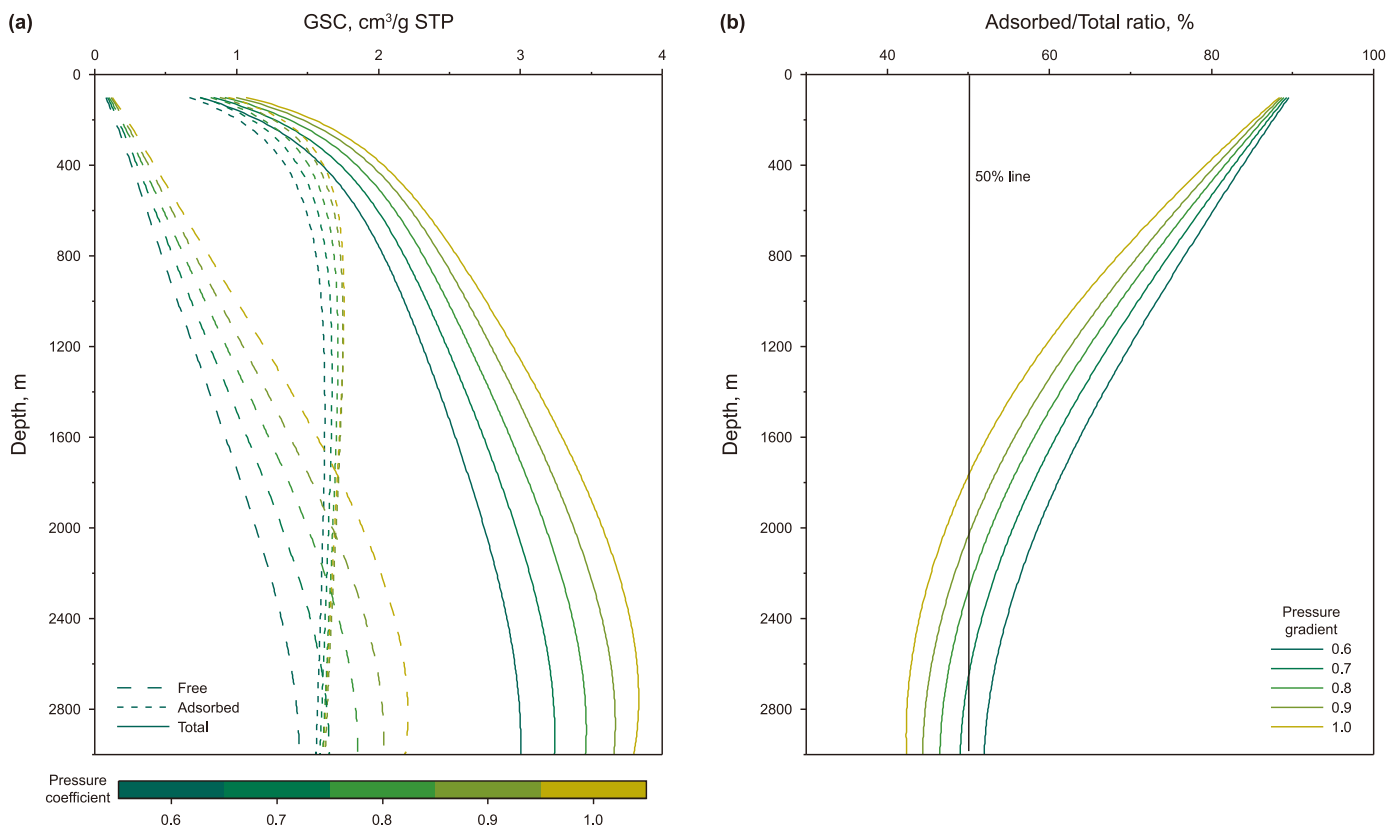 (a)
GSC, cm³/g STP
0 1 2 3 4
0
400
800
1200
1600
2000
2400
2800
Depth, m
Free
Adsorbed
Total
Pressure
coefficient
0.6 0.7 0.8 0.9 1.0
(b)
Adsorbed/Total ratio, %
40 60 80 100
0
400
800
1200
1600
2000
2400
2800
Depth, m
50% line
Pressure
gradient
0.6
0.7
0.8
0.9
1.0